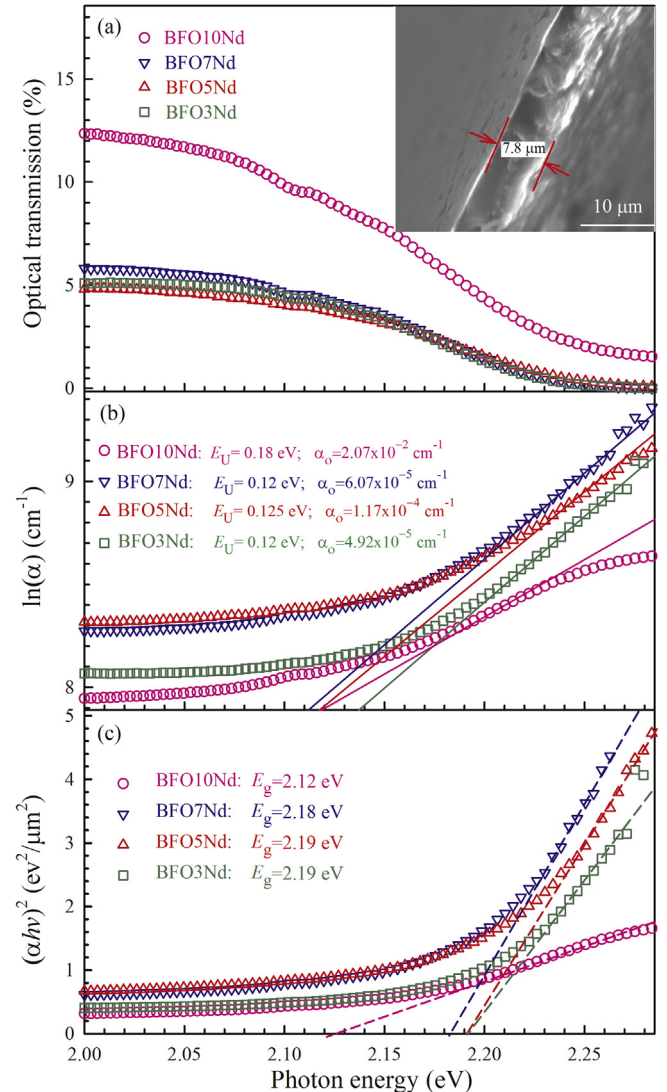 (a)
BFO10Nd
BFO7Nd
BFO5Nd
BFO3Nd
7.8 μm
10 μm
15
10
5
0
Optical transmission (%)
(b)
BFO10Nd: E_U= 0.18 eV; α_o=2.07x10⁻² cm⁻¹
BFO7Nd: E_U= 0.12 eV; α_o=6.07x10⁻⁵ cm⁻¹
BFO5Nd: E_U= 0.125 eV; α_o=1.17x10⁻⁴ cm⁻¹
BFO3Nd: E_U= 0.12 eV; α_o=4.92x10⁻⁵ cm⁻¹
9
8
ln(α) (cm⁻¹)
(c)
BFO10Nd: E_g=2.12 eV
BFO7Nd: E_g=2.18 eV
BFO5Nd: E_g=2.19 eV
BFO3Nd: E_g=2.19 eV
5
4
3
2
1
0
(αhν)² (ev²/μm²)
2.00 2.05 2.10 2.15 2.20 2.25
Photon energy (eV)